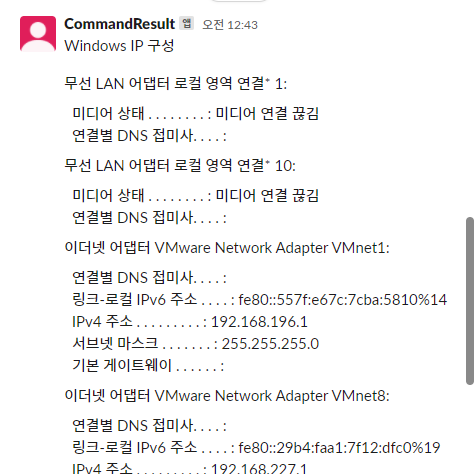 CommandResult 앱 오전 12:43
Windows IP 구성
무선 LAN 어댑터 로컬 영역 연결* 1:
미디어 상태 . . . . . . . . : 미디어 연결 끊김
연결별 DNS 접미사. . . . :
무선 LAN 어댑터 로컬 영역 연결* 10:
미디어 상태 . . . . . . . . : 미디어 연결 끊김
연결별 DNS 접미사. . . . :
이더넷 어댑터 VMware Network Adapter VMnet1:
연결별 DNS 접미사. . . . :
링크-로컬 IPv6 주소 . . . . : fe80::557f:e67c:7cba:5810%14
IPv4 주소 . . . . . . . . . : 192.168.196.1
서브넷 마스크 . . . . . . . : 255.255.255.0
기본 게이트웨이 . . . . . . :
이더넷 어댑터 VMware Network Adapter VMnet8:
연결별 DNS 접미사. . . . :
링크-로컬 IPv6 주소 . . . . : fe80::29b4:faa1:7f12:dfc0%19
IPv4 주소 . . . . . . . . . : 192.168.227.1